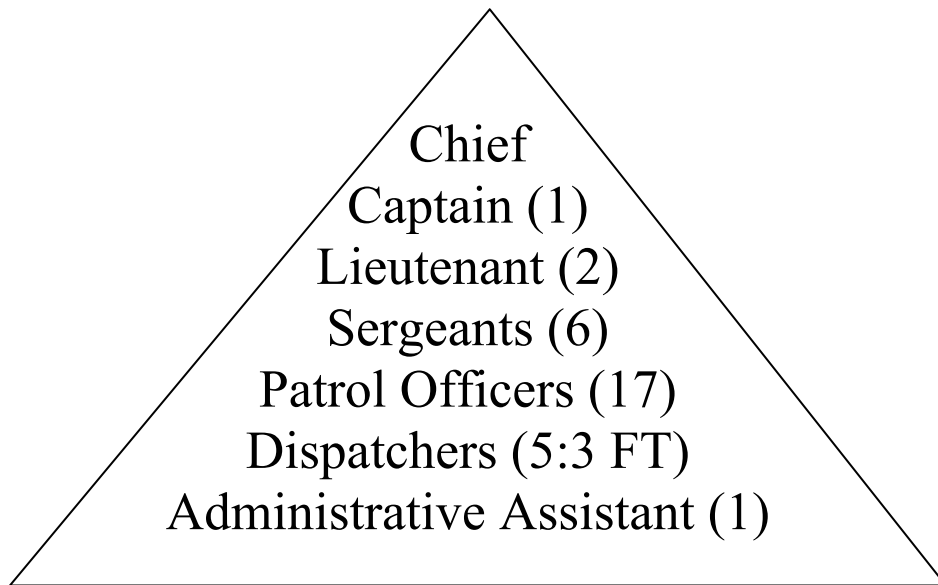 Chief
Captain (1)
Lieutenant (2)
Sergeants (6)
Patrol Officers (17)
Dispatchers (5:3 FT)
Administrative Assistant (1)